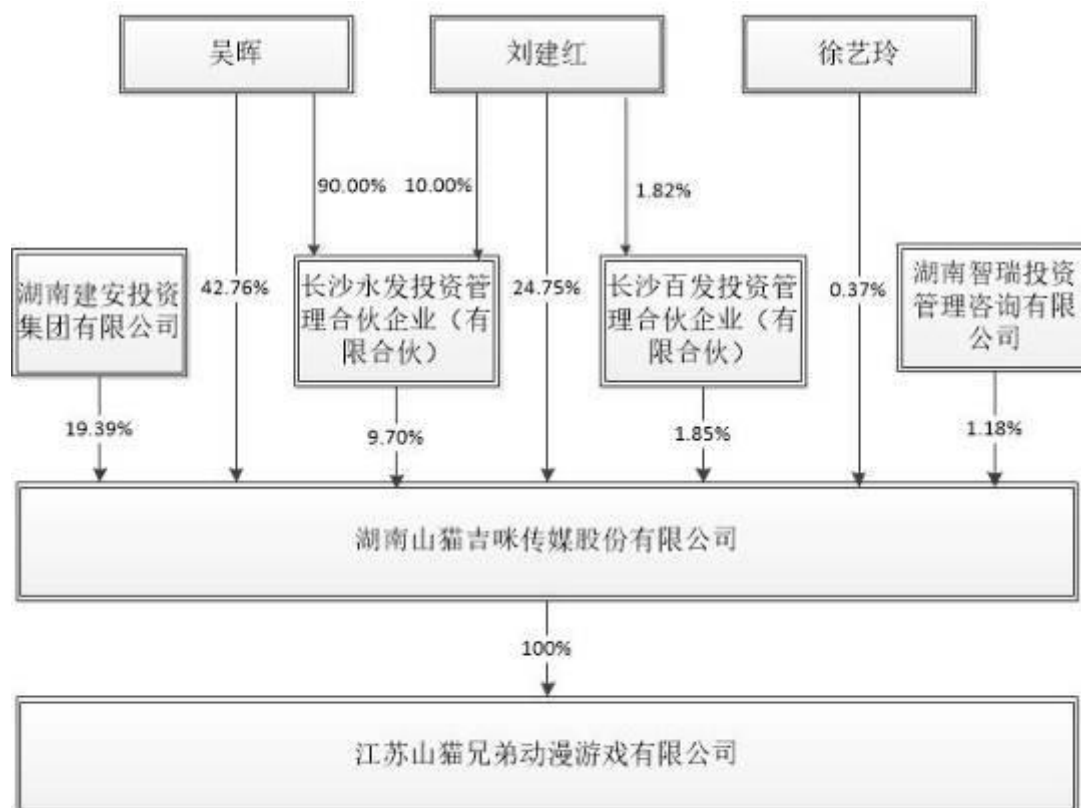 吴晖
刘建红
徐艺玲
90.00%
10.00%
1.82%
湖南建安投资
集团有限公司
42.76%
长沙永发投资管
理合伙企业（有
限合伙）
24.75%
长沙百发投资管
理合伙企业（有
限合伙）
0.37%
湖南智瑞投资
管理咨询有限
公司
19.39%
9.70%
1.85%
1.18%
湖南山猫吉咪传媒股份有限公司
100%
江苏山猫兄弟动漫游戏有限公司